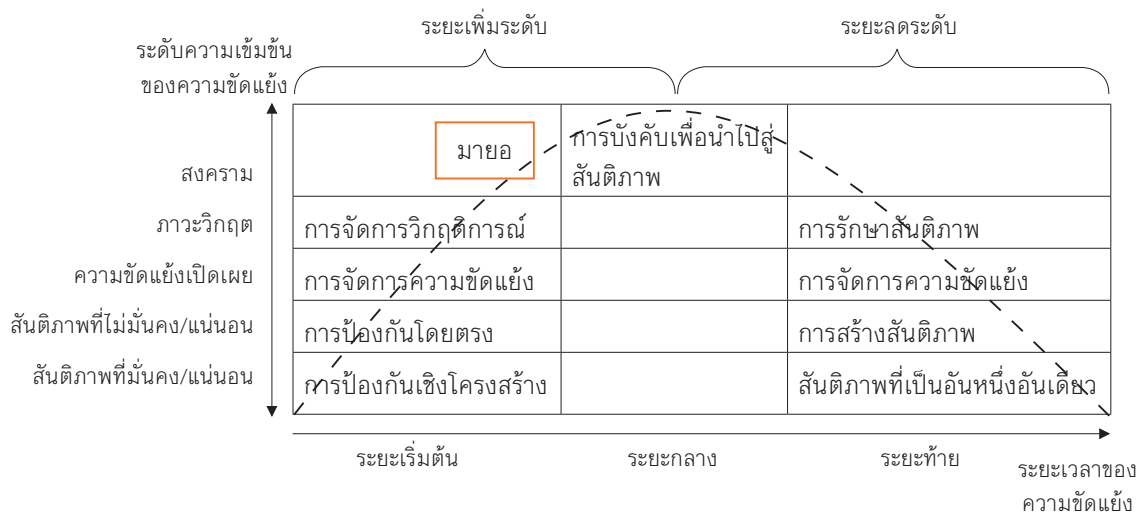 ระยะเพิ่มระดับ
ระยะลดระดับ
ระดับความเข้มข้น
ของความขัดแย้ง
มายอ
การบังคับเพื่อนำไปสู่
สันติภาพ
สงคราม
ภาวะวิกฤต
การจัดการวิกฤติการณ์
การรักษาสันติภาพ
ความขัดแย้งเปิดเผย
การจัดการความขัดแย้ง
การจัดการความขัดแย้ง
สันติภาพที่ไม่มั่นคง/แน่นอน
การป้องกันโดยตรง
การสร้างสันติภาพ
สันติภาพที่มั่นคง/แน่นอน
การป้องกันเชิงโครงสร้าง
สันติภาพที่เป็นอันหนึ่งอันเดียว
ระยะเริ่มต้น
ระยะกลาง
ระยะท้าย
ระยะเวลาของ
ความขัดแย้ง